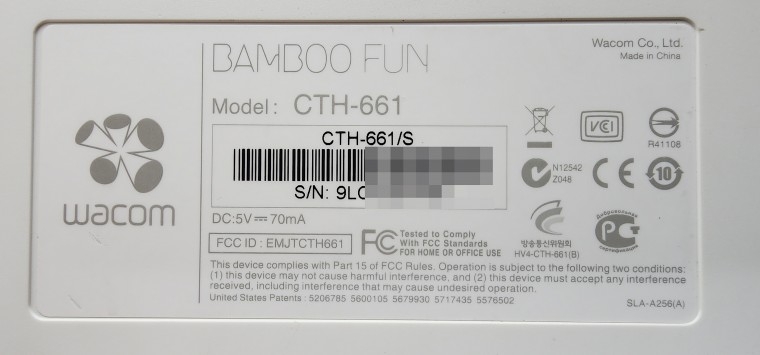 BAMBOO FUN
Wacom Co., Ltd.
Made in China
Model: CTH-661
CTH-661/S
S/N: 9LC
wacom
VCI
R41108
N12542
Z048
CE
10
DC:5V 70mA
FCC ID : EMJTCTH661
FC Tested to Comply
With FCC Standards
FOR HOME OR OFFICE USE
방송통신위원회
HV4-CTH-661(B)
Добровольная
This device complies with Part 15 of FCC Rules. Operation is subject to the following two conditions:
(1) this device may not cause harmful interference, and (2) this device must accept any interference
received, including interference that may cause undesired operation.
United States Patents : 5206785 5600105 5679930 5717435 5576502
SLA-A256(A)